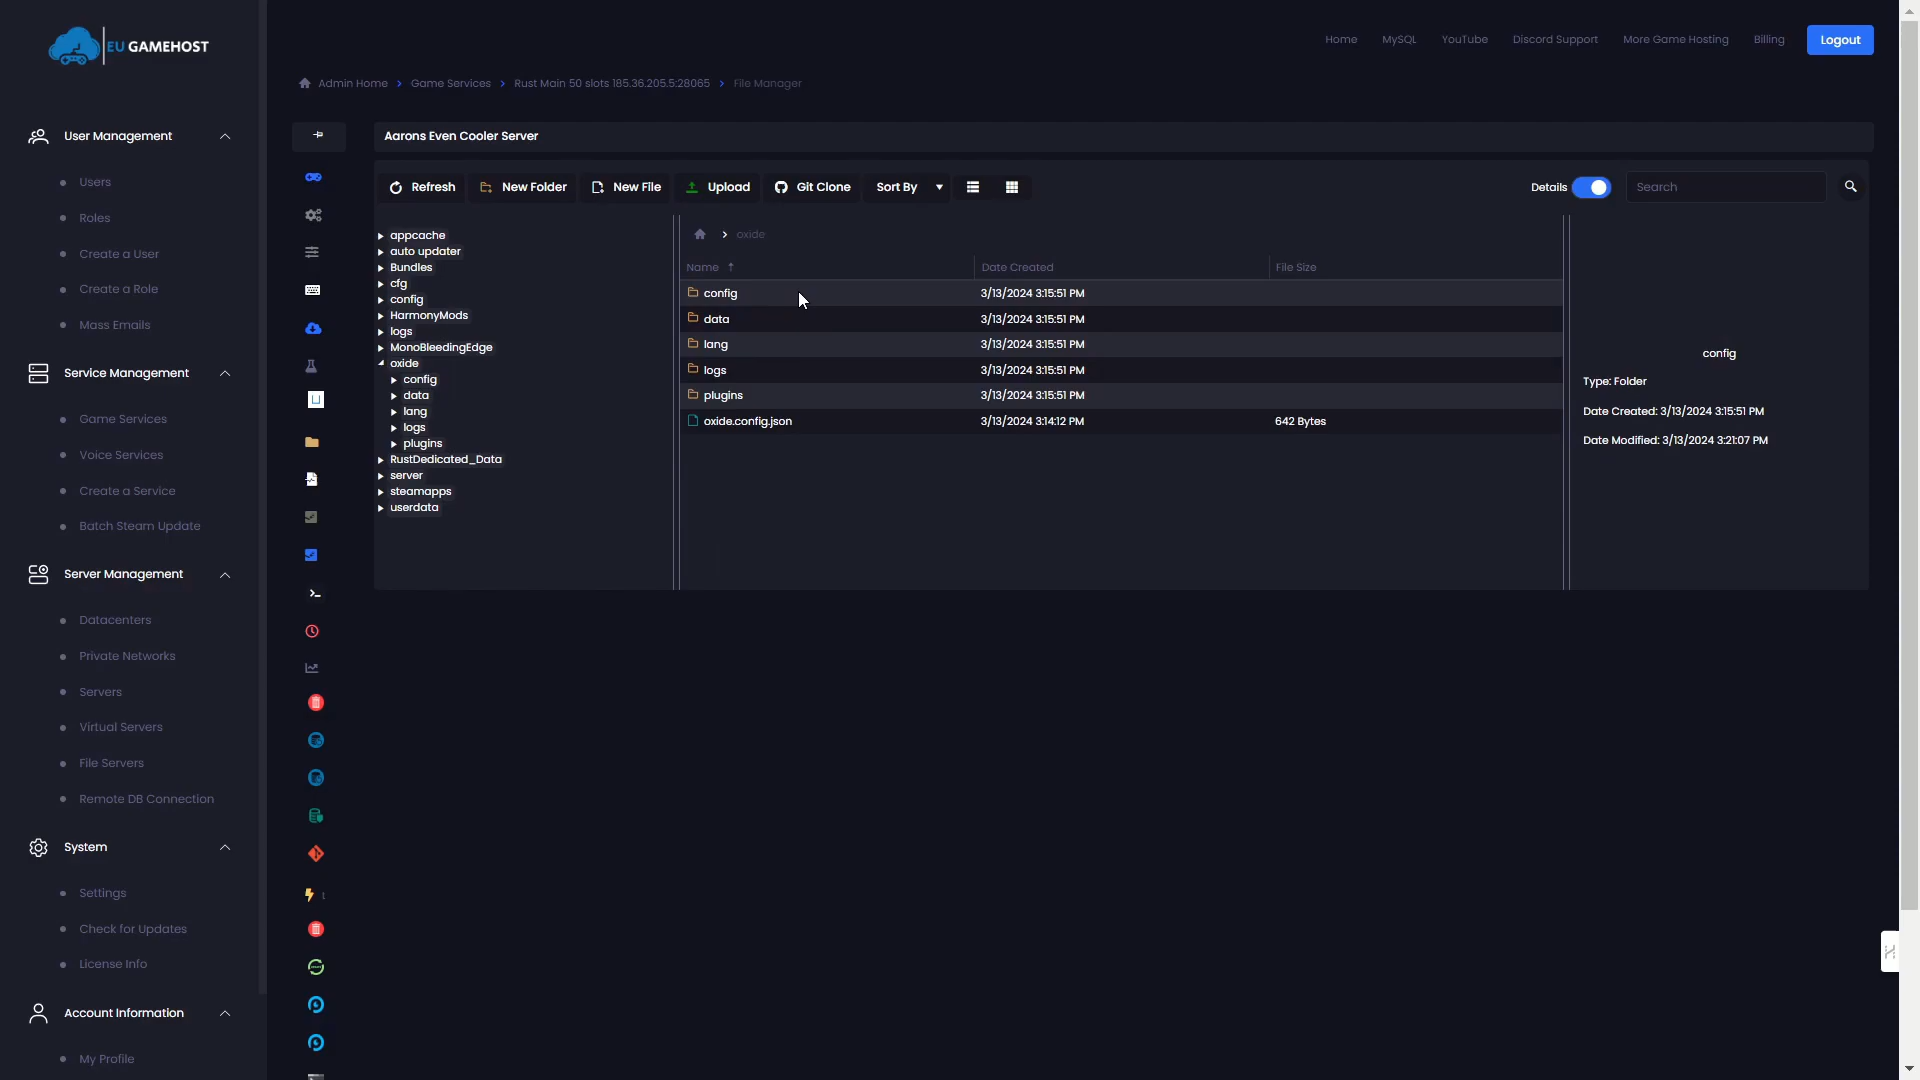 EU GAMEHOST
Home
MySQL
YouTube
Discord Support
More Game Hosting
Billing
Logout
Admin Home
Game Services
Rust Main 50 slots 185.36.205.5:28065
File Manager
User Management
Users
Roles
Create a User
Create a Role
Mass Emails
Service Management
Game Services
Voice Services
Create a Service
Batch Steam Update
Server Management
Datacenters
Private Networks
Servers
Virtual Servers
File Servers
Remote DB Connection
System
Settings
Check for Updates
License Info
Account Information
My Profile
Aarons Even Cooler Server
Refresh
New Folder
New File
Upload
Git Clone
Sort By
Details
Search
appcache
auto updater
Bundles
cfg
config
HarmonyMods
logs
MonoBleedingEdge
oxide
config
data
lang
logs
plugins
RustDedicated_Data
server
steamapps
userdata
oxide
Name
Date Created
File Size
config 3/13/2024 3:15:51 PM
data 3/13/2024 3:15:51 PM
lang 3/13/2024 3:15:51 PM
logs 3/13/2024 3:15:51 PM
plugins 3/13/2024 3:15:51 PM
oxide.config.json 3/13/2024 3:14:12 PM 642 Bytes
config
Type: Folder
Date Created: 3/13/2024 3:15:51 PM
Date Modified: 3/13/2024 3:21:07 PM